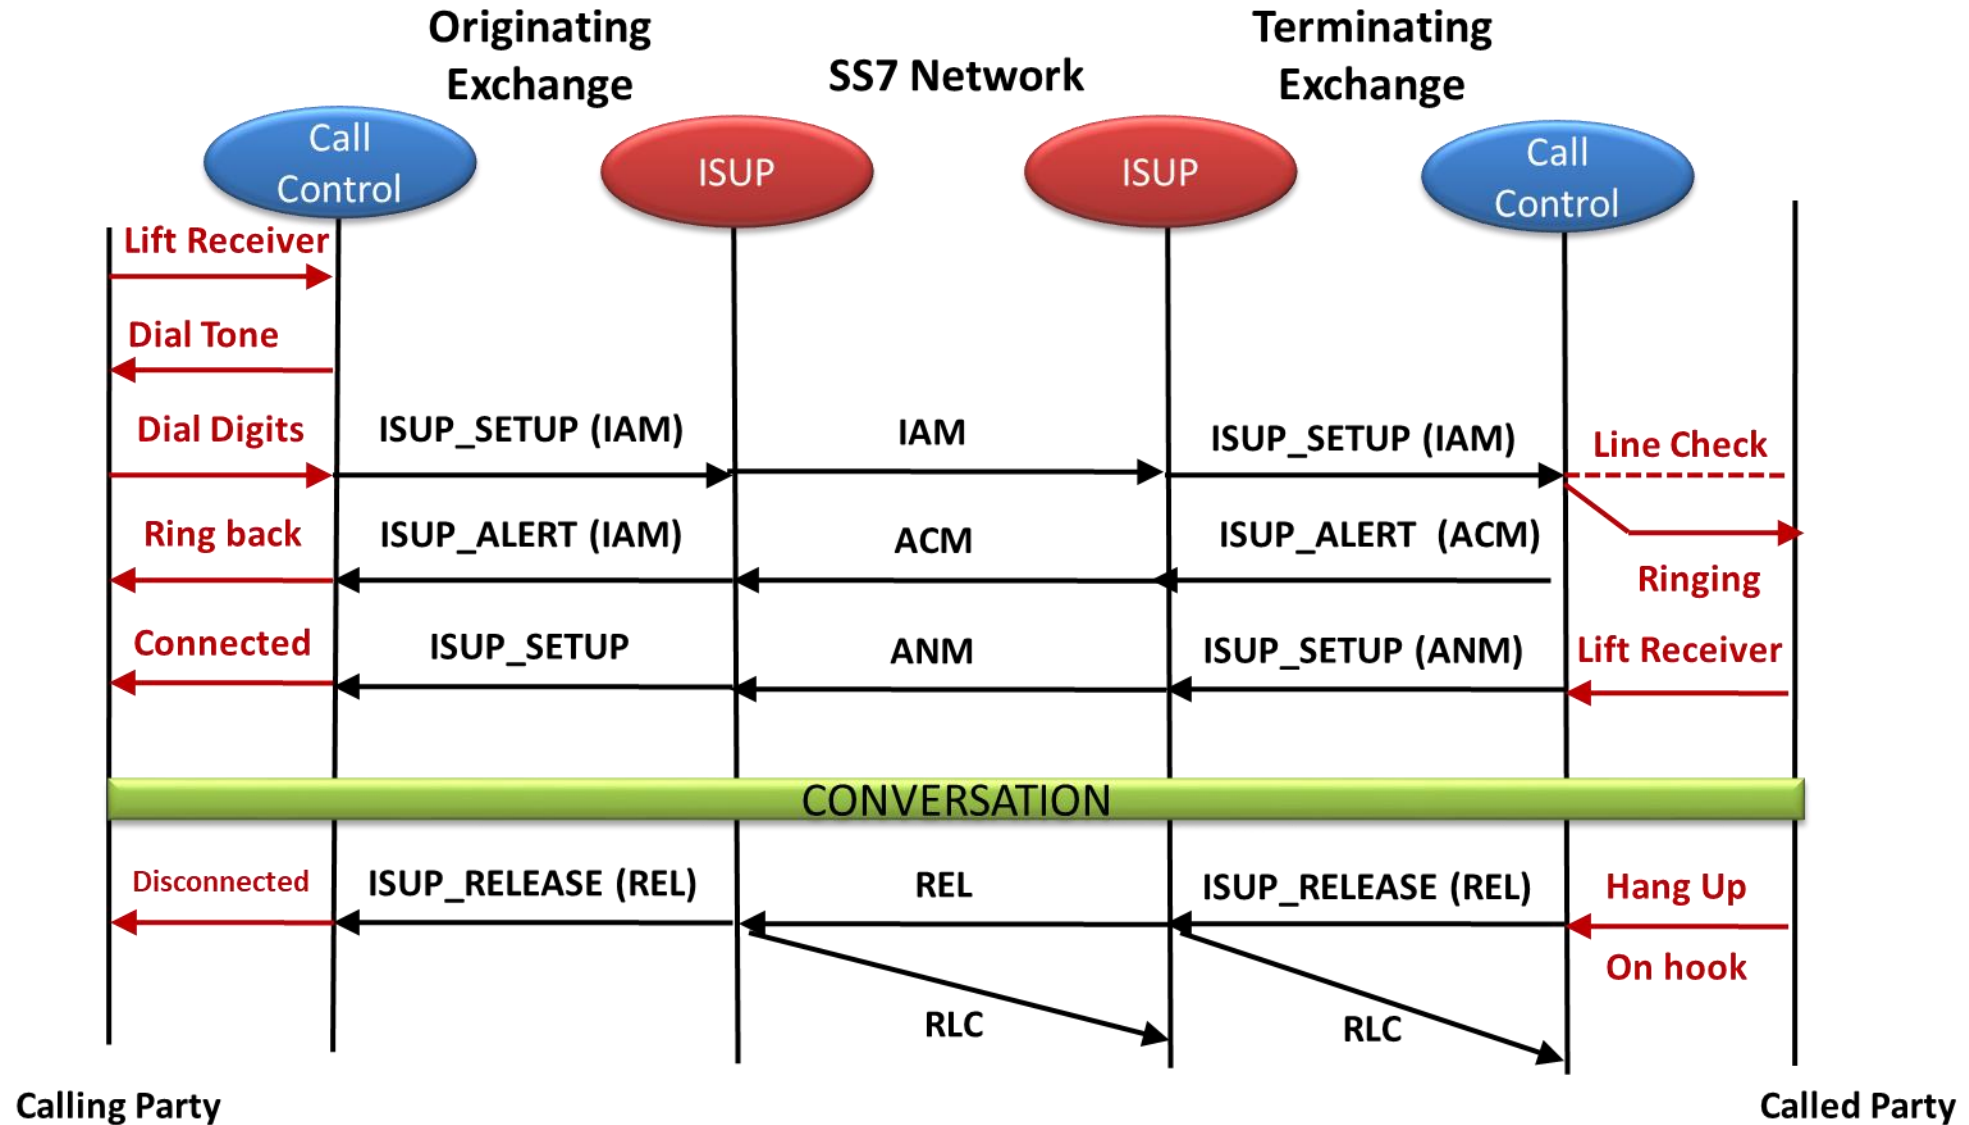 Originating
Exchange
SS7 Network
Terminating
Exchange
Call
Control
ISUP
ISUP
Call
Control
Lift Receiver
Dial Tone
Dial Digits
ISUP_SETUP (IAM)
IAM
ISUP_SETUP (IAM)
Line Check
Ring back
ISUP_ALERT (IAM)
ACM
ISUP_ALERT (ACM)
Ringing
Connected
ISUP_SETUP
ANM
ISUP_SETUP (ANM)
Lift Receiver
CONVERSATION
Disconnected
ISUP_RELEASE (REL)
REL
ISUP_RELEASE (REL)
Hang Up
On hook
RLC
RLC
Calling Party
Called Party